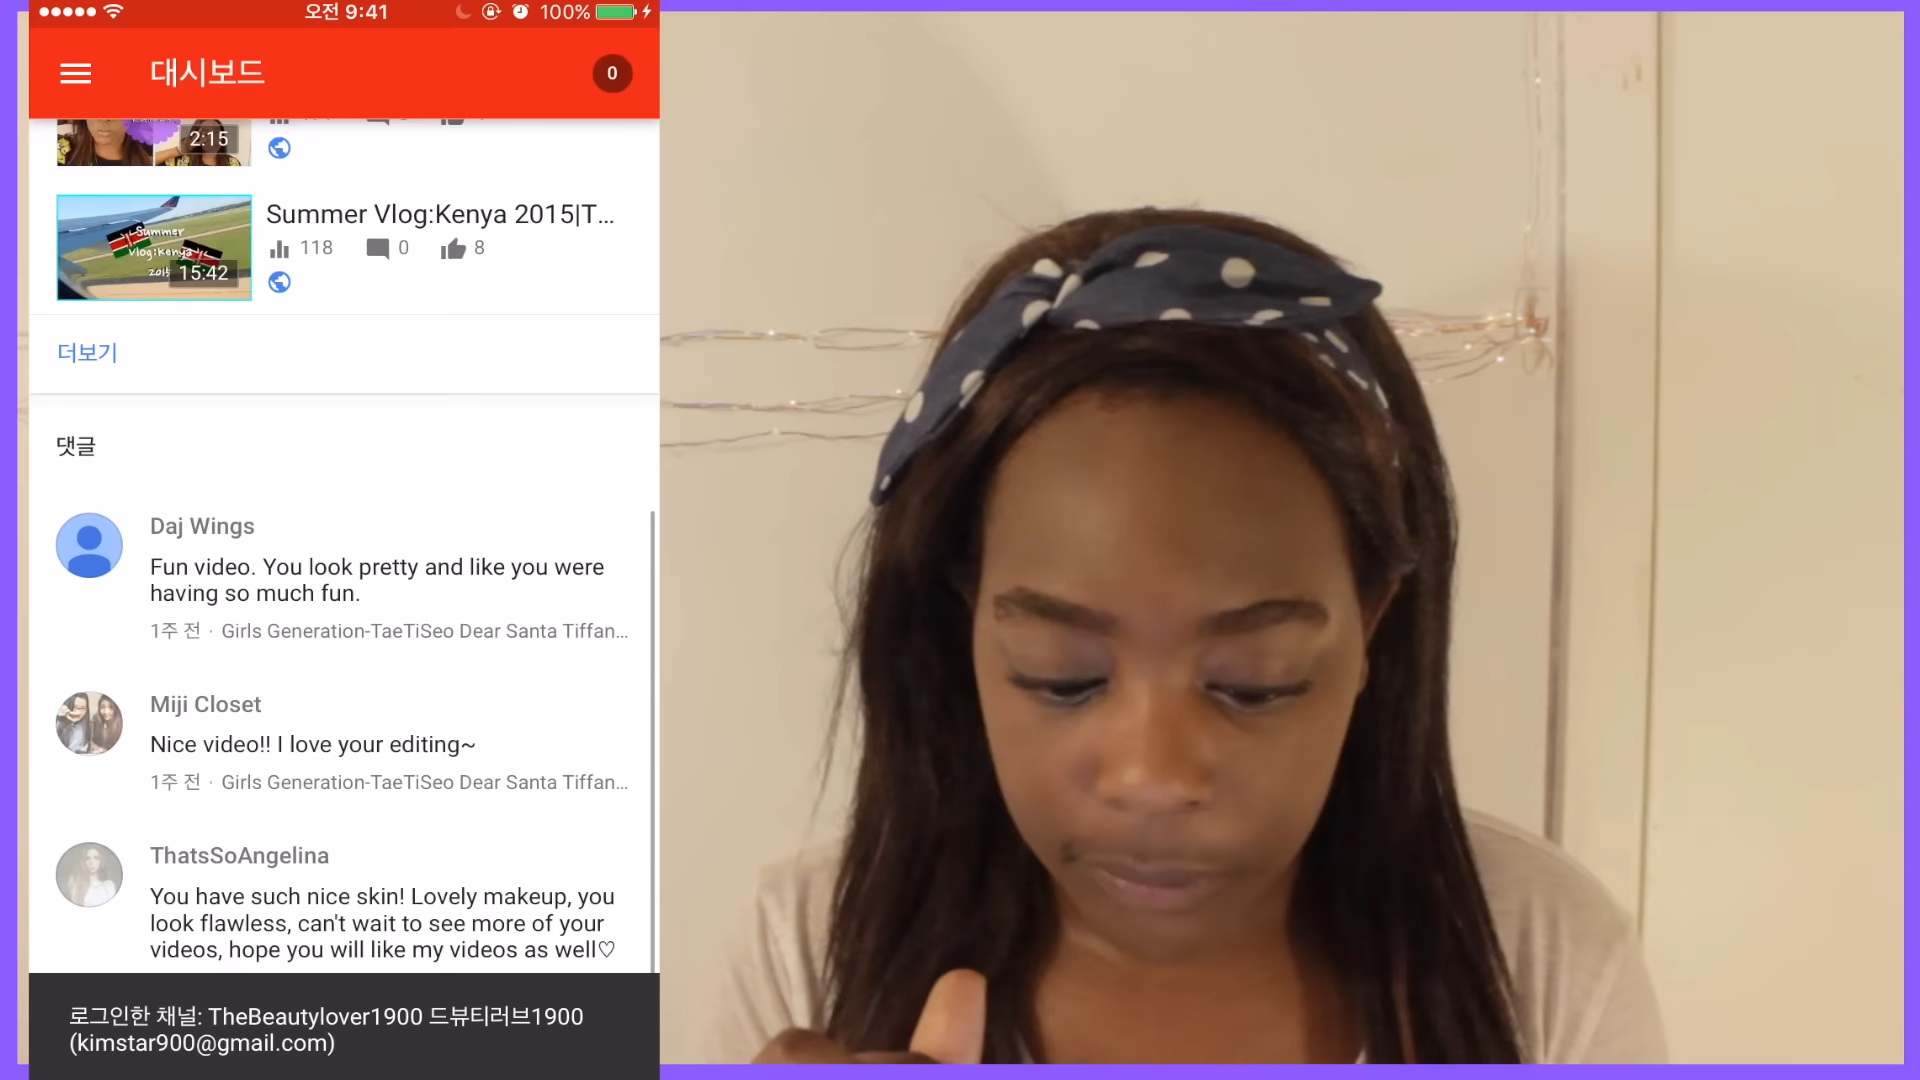 오전 9:41
100%
대시보드
0
2:15
Summer Vlog:Kenya 2015|T...
118
0
8
Summer
Vlog:Kenya
2015
15:42
더보기
댓글
Daj Wings
Fun video. You look pretty and like you were
having so much fun.
1주 전 · Girls Generation-TaeTiSeo Dear Santa Tiffan...
Miji Closet
Nice video!! I love your editing~
1주 전 · Girls Generation-TaeTiSeo Dear Santa Tiffan...
ThatsSoAngelina
You have such nice skin! Lovely makeup, you
look flawless, can't wait to see more of your
videos, hope you will like my videos as well♡
로그인한 채널: TheBeautylover1900 드뷰티러브1900
(kimstar900@gmail.com)